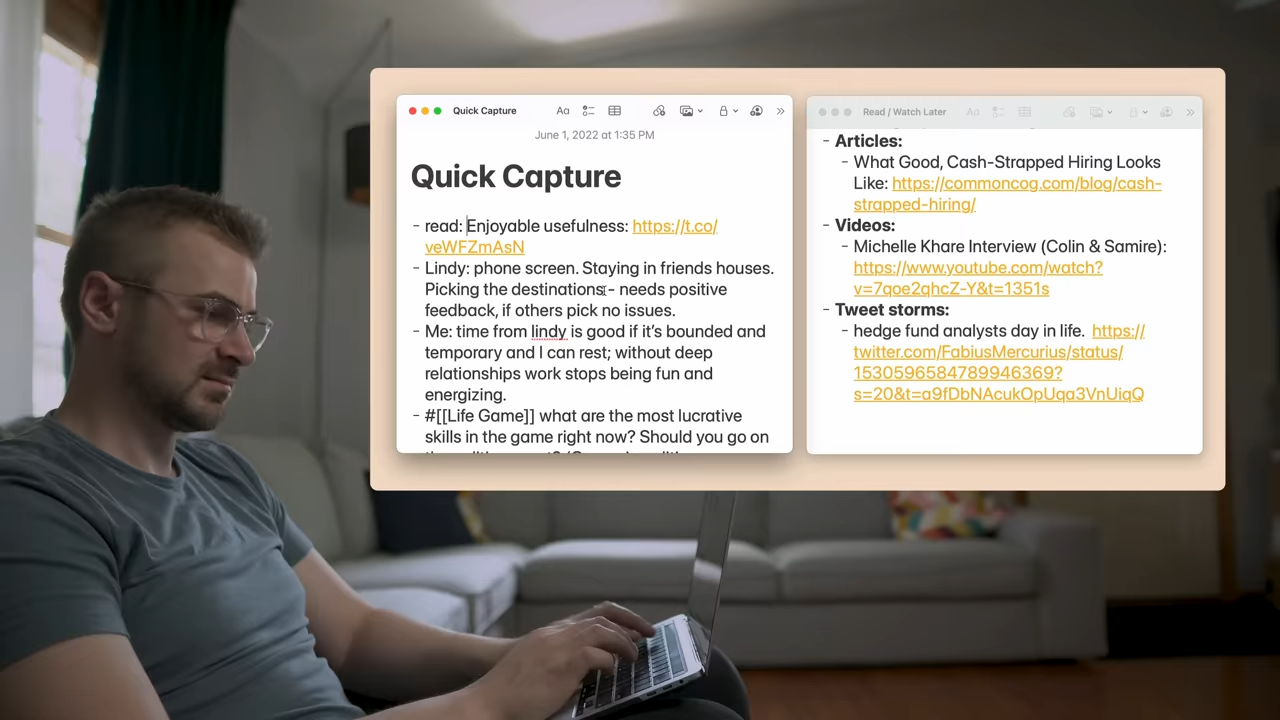 Quick Capture
Aa
June 1, 2022 at 1:35 PM
Quick Capture
- read: Enjoyable usefulness: https://t.co/
veWFZmAsN
- Lindy: phone screen. Staying in friends houses.
Picking the destinations - needs positive
feedback, if others pick no issues.
- Me: time from lindy is good if it's bounded and
temporary and I can rest; without deep
relationships work stops being fun and
energizing.
- #[[Life Game]] what are the most lucrative
skills in the game right now? Should you go on
Read / Watch Later
Aa
- Articles:
- What Good, Cash-Strapped Hiring Looks
Like: https://commoncog.com/blog/cash-
strapped-hiring/
- Videos:
- Michelle Khare Interview (Colin & Samire):
https://www.youtube.com/watch?
v=7qoe2qhcZ-Y&t=1351s
- Tweet storms:
- hedge fund analysts day in life. https://
twitter.com/FabiusMercurius/status/
1530596584789946369?
s=20&t=a9fDbNAcukOpUqa3VnUiqQ